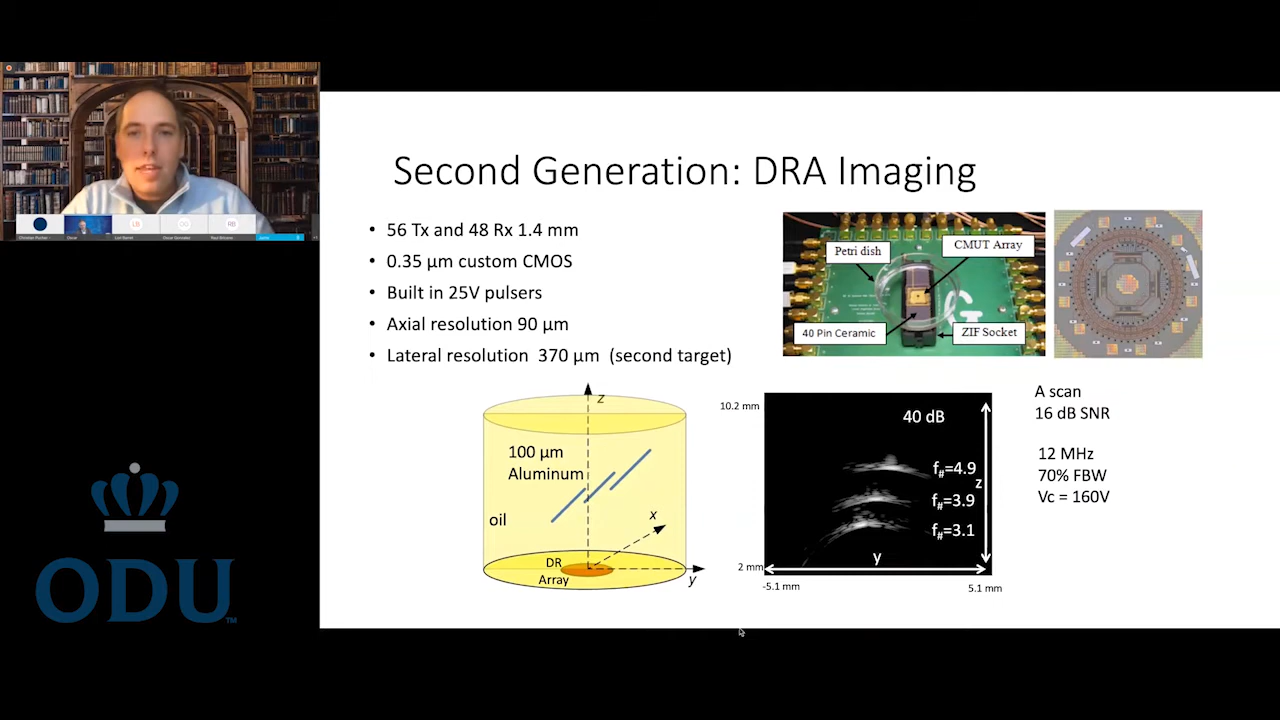 Second Generation: DRA Imaging
• 56 Tx and 48 Rx 1.4 mm
• 0.35 µm custom CMOS
• Built in 25V pulsers
• Axial resolution 90 µm
• Lateral resolution 370 µm (second target)
Petri dish
CMUT Array
40 Pin Ceramic
ZIF Socket
z
100 µm
Aluminum
oil
x
DR
Array
y
10.2 mm
40 dB
f#=4.9
z
f#=3.9
f#=3.1
y
2 mm
-5.1 mm
5.1 mm
A scan
16 dB SNR
12 MHz
70% FBW
Vc = 160V
LB
RB
Oscar
ODU
TM